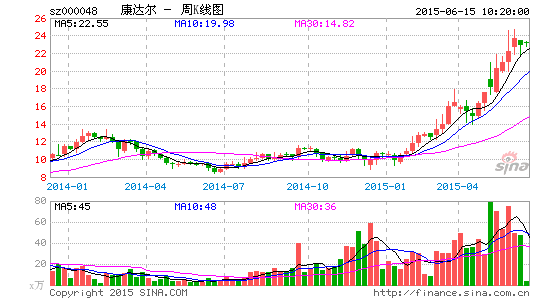 sz000048 康达尔 - 周K线图 2015-06-15 10:20:00
MA5:22.55 MA10:19.98 MA30:14.82
26
24
22
20
18
16
14
12
10
8
sina
2014-01 2014-04 2014-07 2014-10 2015-01 2015-04
MA5:45 MA10:48 MA30:36
80
60
40
20
x万
Copyright 2015 SINA.COM http://finance.sina.com.cn